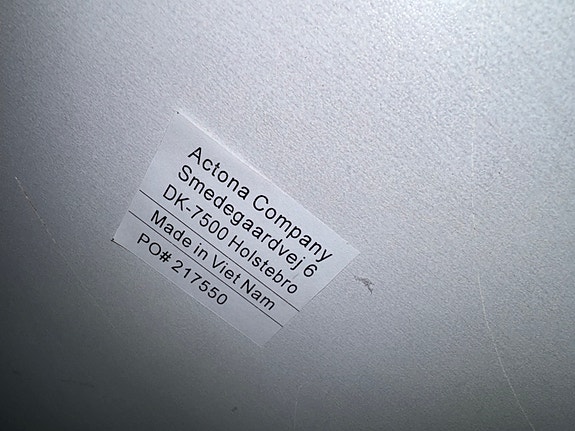 Actona Company
Smedegaardvej 6
DK-7500 Holstebro
Made in Viet Nam
PO# 217550